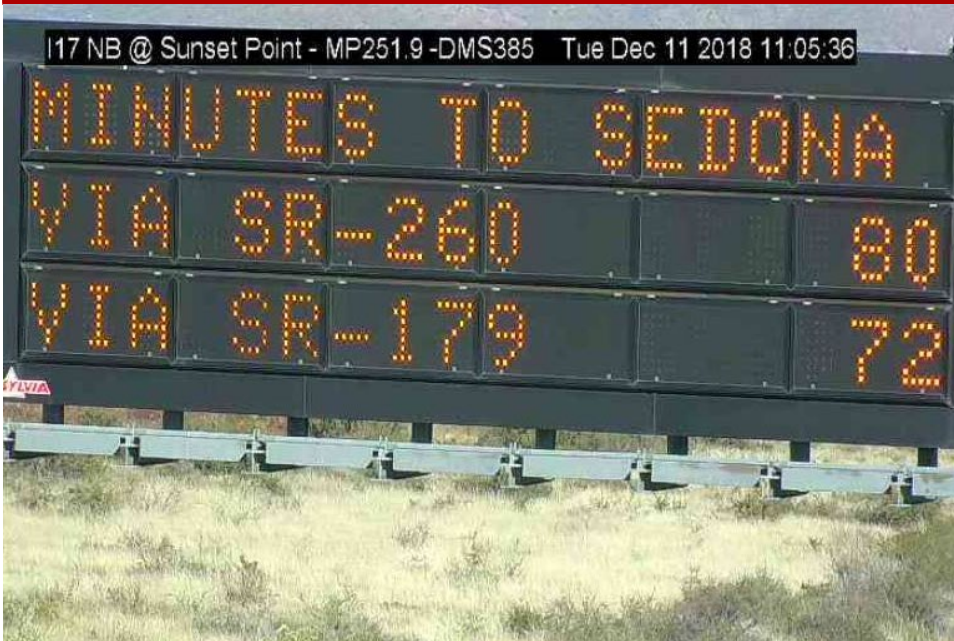 I17 NB @ Sunset Point - MP251.9 -DMS385 Tue Dec 11 2018 11:05:36
MINUTES TO SEDONA
VIA SR-260 80
VIA SR-179 72
SYLVIA